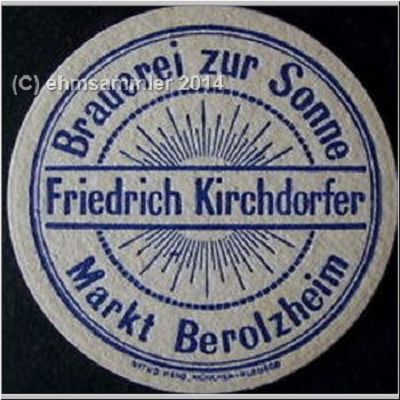 (C) ehmsammler 2014
Brauerei zur Sonne
Friedrich Kirchdorfer
Markt Berolzheim